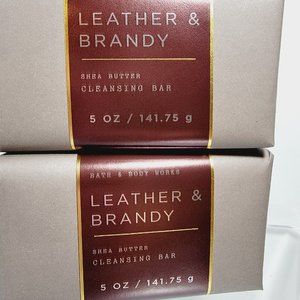 LEATHER &
BRANDY
SHEA BUTTER
CLEANSING BAR
5 OZ / 141.75 g
BATH & BODY WORKS
LEATHER &
BRANDY
SHEA BUTTER
CLEANSING BAR
5 OZ / 141.75 g